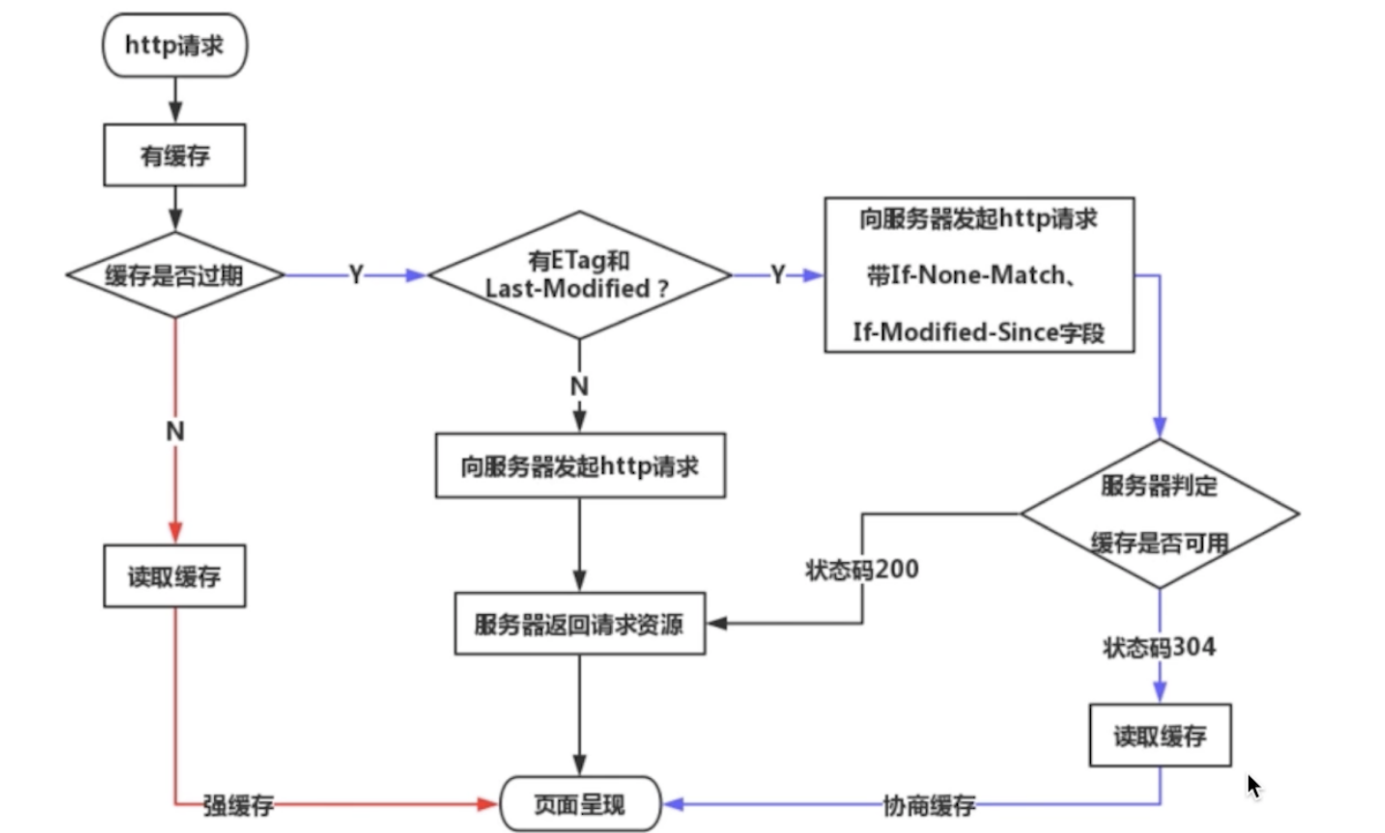 http请求
有缓存
缓存是否过期
Y
有ETag和
Last-Modified？
Y
向服务器发起http请求
带If-None-Match、
If-Modified-Since字段
N
N
向服务器发起http请求
服务器判定
缓存是否可用
状态码200
读取缓存
服务器返回请求资源
状态码304
读取缓存
强缓存
页面呈现
协商缓存